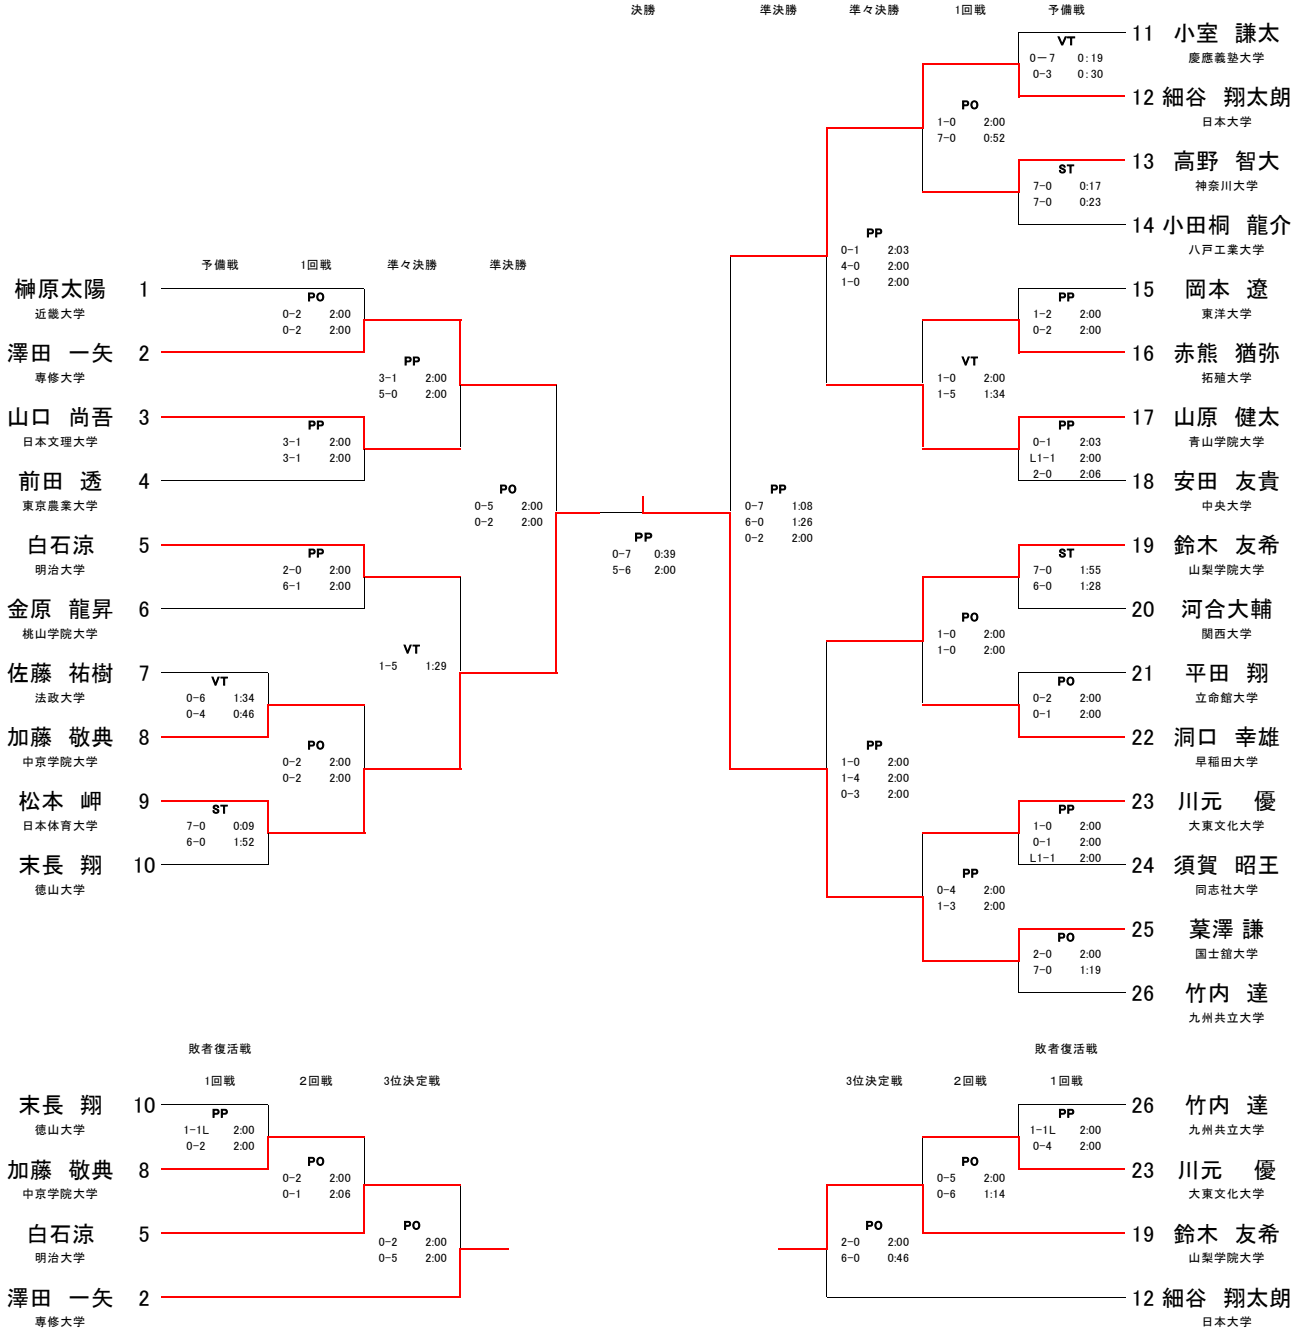 決勝 準決勝 準々決勝 1回戦 予備戦
11 小室 謙太
慶應義塾大学
VT
0ー7 0:19
0-3 0:30
12 細谷 翔太朗
日本大学
PO
1-0 2:00
7-0 0:52
13 高野 智大
神奈川大学
ST
7-0 0:17
7-0 0:23
14 小田桐 龍介
八戸工業大学
PP
0-1 2:03
4-0 2:00
1-0 2:00
15 岡本 遼
東洋大学
PP
1-2 2:00
0-2 2:00
16 赤熊 猶弥
拓殖大学
VT
1-0 2:00
1-5 1:34
17 山原 健太
青山学院大学
PP
0-1 2:03
L1-1 2:00
2-0 2:06
18 安田 友貴
中央大学
PP
0-7 1:08
6-0 1:26
0-2 2:00
19 鈴木 友希
山梨学院大学
ST
7-0 1:55
6-0 1:28
20 河合大輔
関西大学
PO
1-0 2:00
1-0 2:00
21 平田 翔
立命館大学
PO
0-2 2:00
0-1 2:00
22 洞口 幸雄
早稲田大学
PP
1-0 2:00
1-4 2:00
0-3 2:00
23 川元 優
大東文化大学
PP
1-0 2:00
0-1 2:00
L1-1 2:00
24 須賀 昭王
同志社大学
PP
0-4 2:00
1-3 2:00
25 葉澤 謙
国士舘大学
PO
2-0 2:00
7-0 1:19
26 竹内 達
九州共立大学
予備戦 1回戦 準々決勝 準決勝
榊原太陽 1
近畿大学
PO
0-2 2:00
0-2 2:00
澤田 一矢 2
専修大学
PP
3-1 2:00
5-0 2:00
山口 尚吾 3
日本文理大学
PP
3-1 2:00
3-1 2:00
前田 透 4
東京農業大学
PO
0-5 2:00
0-2 2:00
白石涼 5
明治大学
PP
2-0 2:00
6-1 2:00
金原 龍昇 6
桃山学院大学
VT
1-5 1:29
佐藤 祐樹 7
法政大学
VT
0-6 1:34
0-4 0:46
加藤 敬典 8
中京学院大学
PO
0-2 2:00
0-2 2:00
松本 岬 9
日本体育大学
ST
7-0 0:09
6-0 1:52
末長 翔 10
徳山大学
PP
0-7 0:39
5-6 2:00
敗者復活戦
1回戦 2回戦 3位決定戦
末長 翔 10
徳山大学
PP
1-1L 2:00
0-2 2:00
加藤 敬典 8
中京学院大学
PO
0-2 2:00
0-1 2:06
白石涼 5
明治大学
PO
0-2 2:00
0-5 2:00
澤田 一矢 2
専修大学
敗者復活戦
3位決定戦 2回戦 1回戦
26 竹内 達
九州共立大学
PP
1-1L 2:00
0-4 2:00
23 川元 優
大東文化大学
PO
0-5 2:00
0-6 1:14
19 鈴木 友希
山梨学院大学
PO
2-0 2:00
6-0 0:46
12 細谷 翔太朗
日本大学